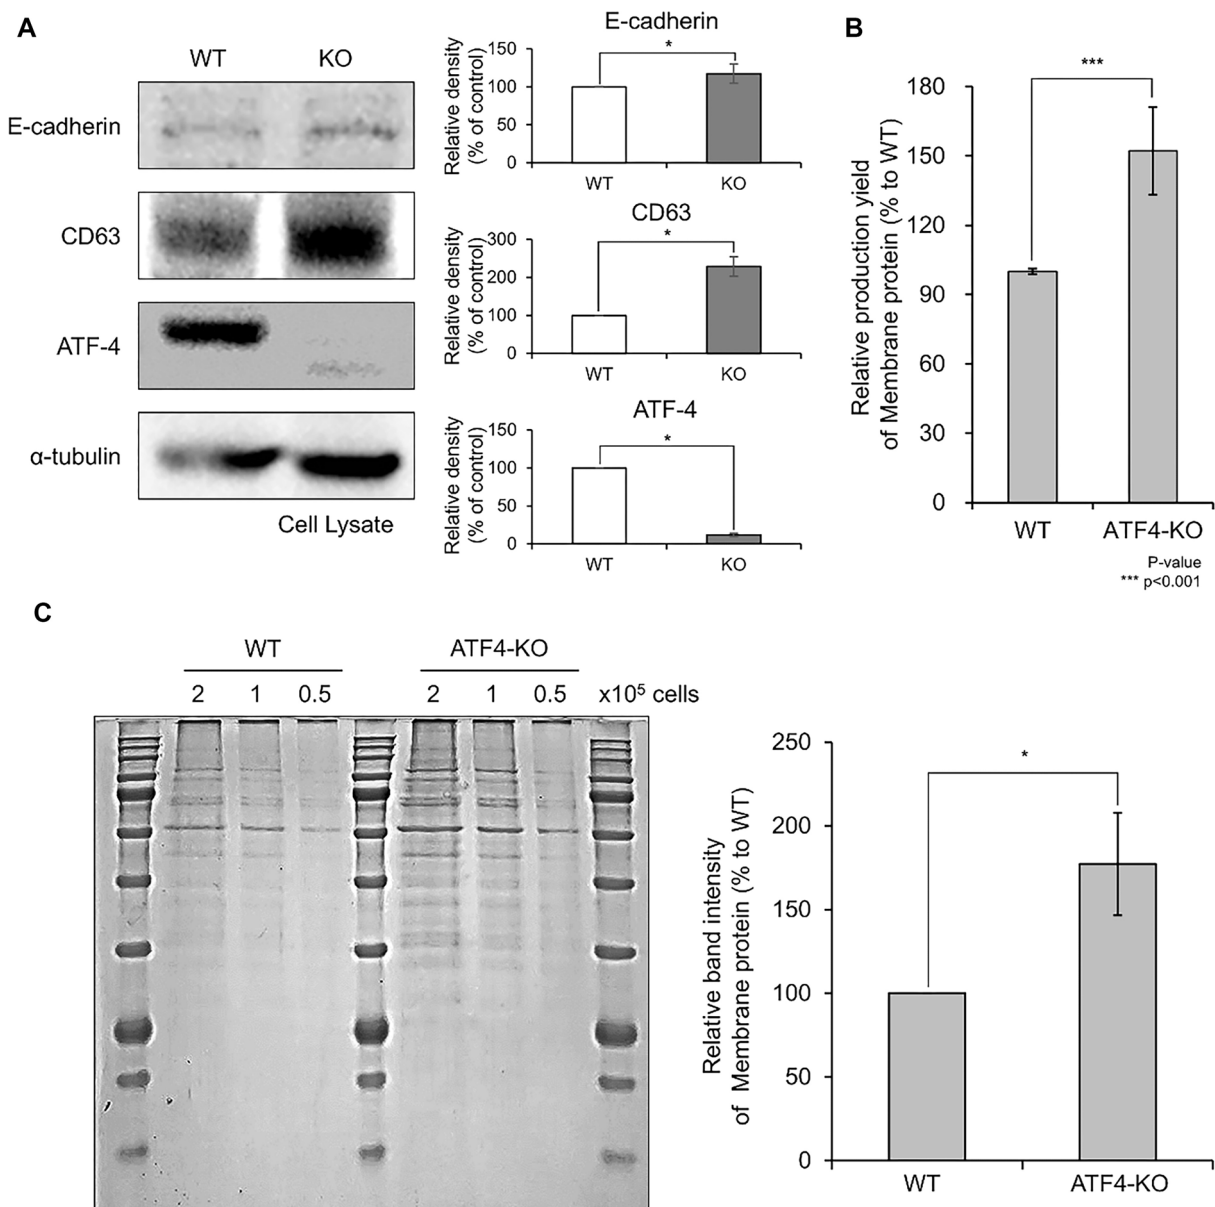 A
WT KO
E-cadherin
CD63
ATF-4
α-tubulin
Cell Lysate
E-cadherin
Relative density
(% of control)
150
100
50
0
*
WT KO
CD63
Relative density
(% of control)
300
200
100
0
*
WT KO
ATF-4
Relative density
(% of control)
150
100
50
0
*
WT KO
B
Relative production yield
of Membrane protein (% to WT)
180
150
120
90
60
30
0
***
WT ATF4-KO
P-value
*** p<0.001
C
WT ATF4-KO
2 1 0.5 2 1 0.5 x10⁵ cells
Relative band intensity
of Membrane protein (% to WT)
250
200
150
100
50
0
*
WT ATF4-KO